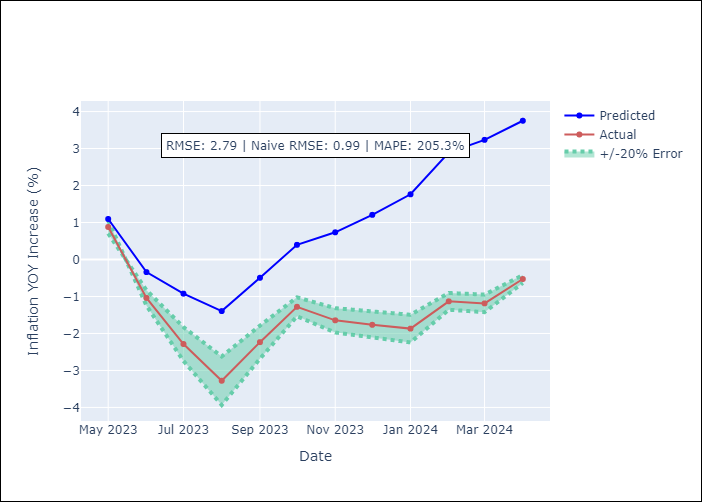 4
3
2
1
0
−1
−2
−3
−4
Inflation YOY Increase (%)
RMSE: 2.79 | Naive RMSE: 0.99 | MAPE: 205.3%
May 2023 Jul 2023 Sep 2023 Nov 2023 Jan 2024 Mar 2024
Date
Predicted
Actual
+/-20% Error